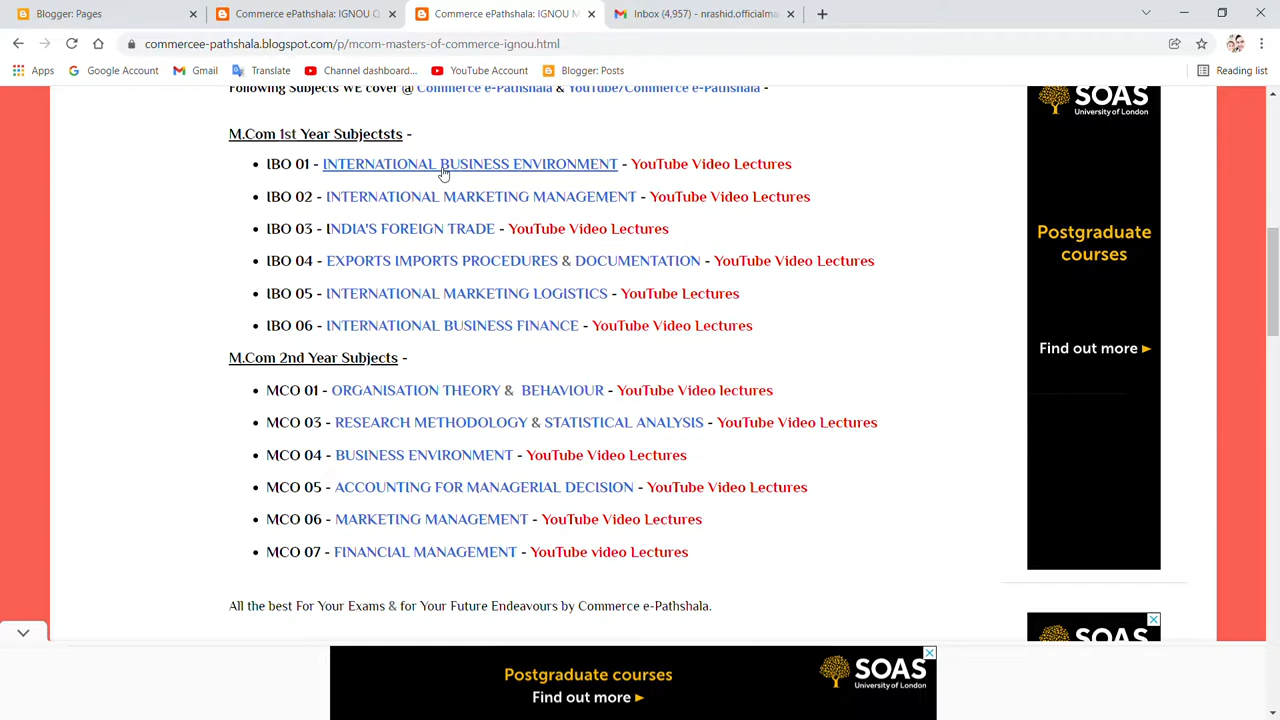 Blogger: Pages
Commerce ePathshala: IGNOU Q
Commerce ePathshala: IGNOU M
Inbox (4,957) - nrashid.officialma
commercee-pathshala.blogspot.com/p/mcom-masters-of-commerce-ignou.html
Apps
Google Account
Gmail
Translate
Channel dashboard...
YouTube Account
Blogger: Posts
Reading list
Following Subjects WE cover @ Commerce e-Pathshala & YouTube/Commerce e-Pathshala -
M.Com 1st Year Subjectsts -
• IBO 01 - INTERNATIONAL BUSINESS ENVIRONMENT - YouTube Video Lectures
• IBO 02 - INTERNATIONAL MARKETING MANAGEMENT - YouTube Video Lectures
• IBO 03 - INDIA'S FOREIGN TRADE - YouTube Video Lectures
• IBO 04 - EXPORTS IMPORTS PROCEDURES & DOCUMENTATION - YouTube Video Lectures
• IBO 05 - INTERNATIONAL MARKETING LOGISTICS - YouTube Lectures
• IBO 06 - INTERNATIONAL BUSINESS FINANCE - YouTube Video Lectures
M.Com 2nd Year Subjects -
• MCO 01 - ORGANISATION THEORY & BEHAVIOUR - YouTube Video lectures
• MCO 03 - RESEARCH METHODOLOGY & STATISTICAL ANALYSIS - YouTube Video Lectures
• MCO 04 - BUSINESS ENVIRONMENT - YouTube Video Lectures
• MCO 05 - ACCOUNTING FOR MANAGERIAL DECISION - YouTube Video Lectures
• MCO 06 - MARKETING MANAGEMENT - YouTube Video Lectures
• MCO 07 - FINANCIAL MANAGEMENT - YouTube video Lectures
All the best For Your Exams & for Your Future Endeavours by Commerce e-Pathshala.
SOAS
University of London
Postgraduate
courses
Find out more
SOAS
Postgraduate courses
Find out more
SOAS
University of London